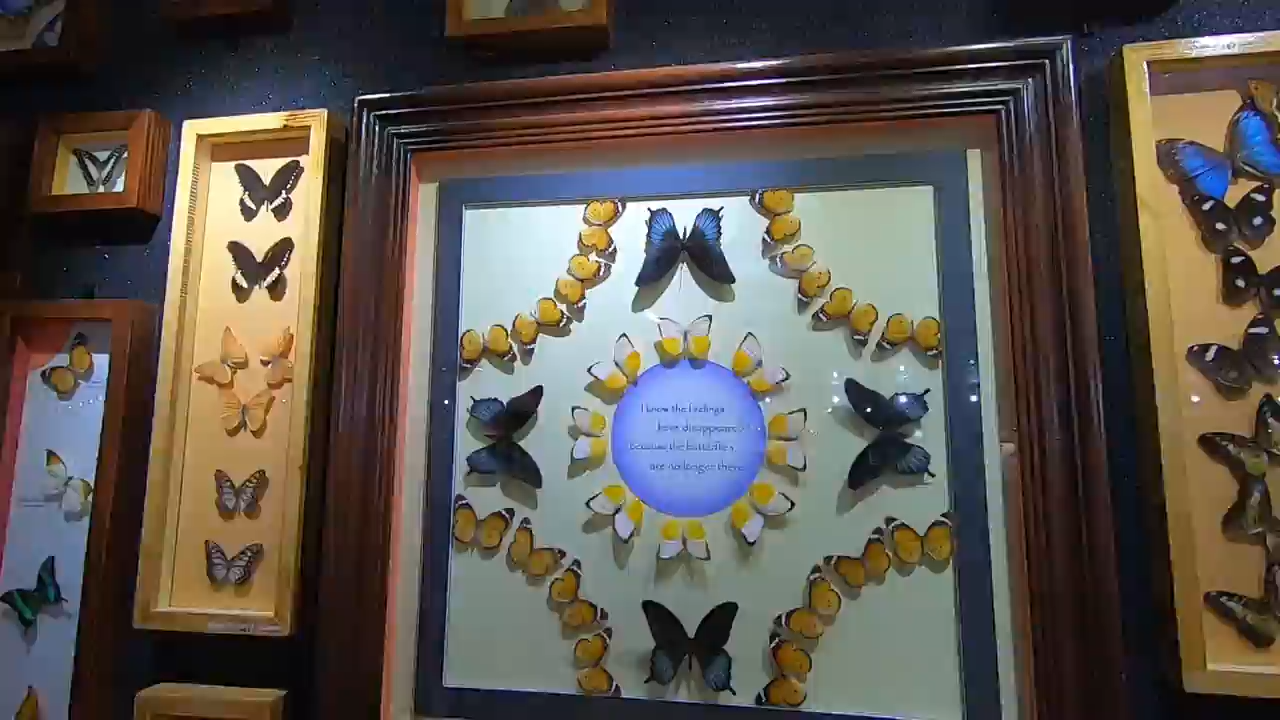 I know the feelings
have disappeared
because the butterflies
are no longer there